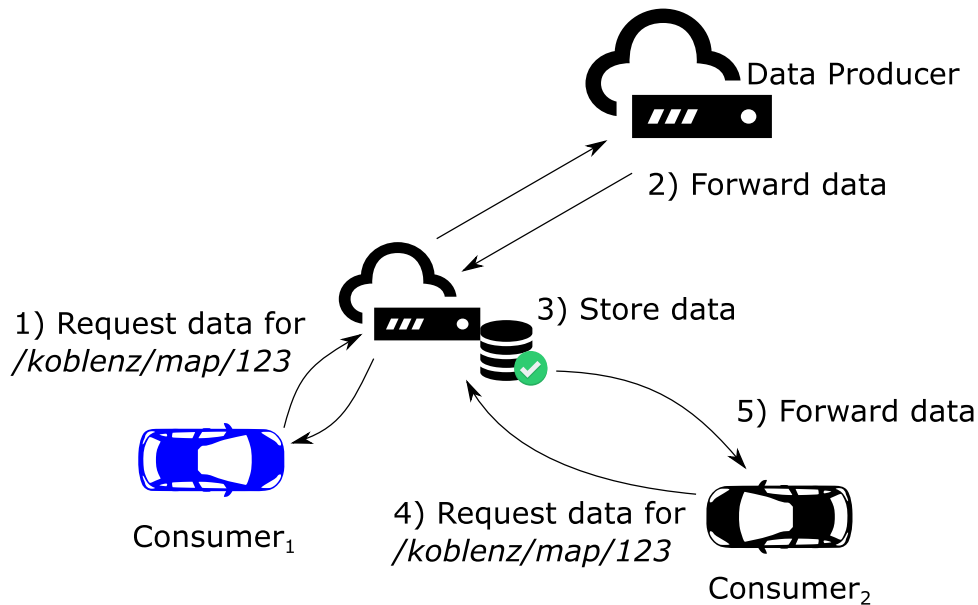 Data Producer
2) Forward data
3) Store data
1) Request data for
/koblenz/map/123
5) Forward data
4) Request data for
/koblenz/map/123
Consumer₁
Consumer₂